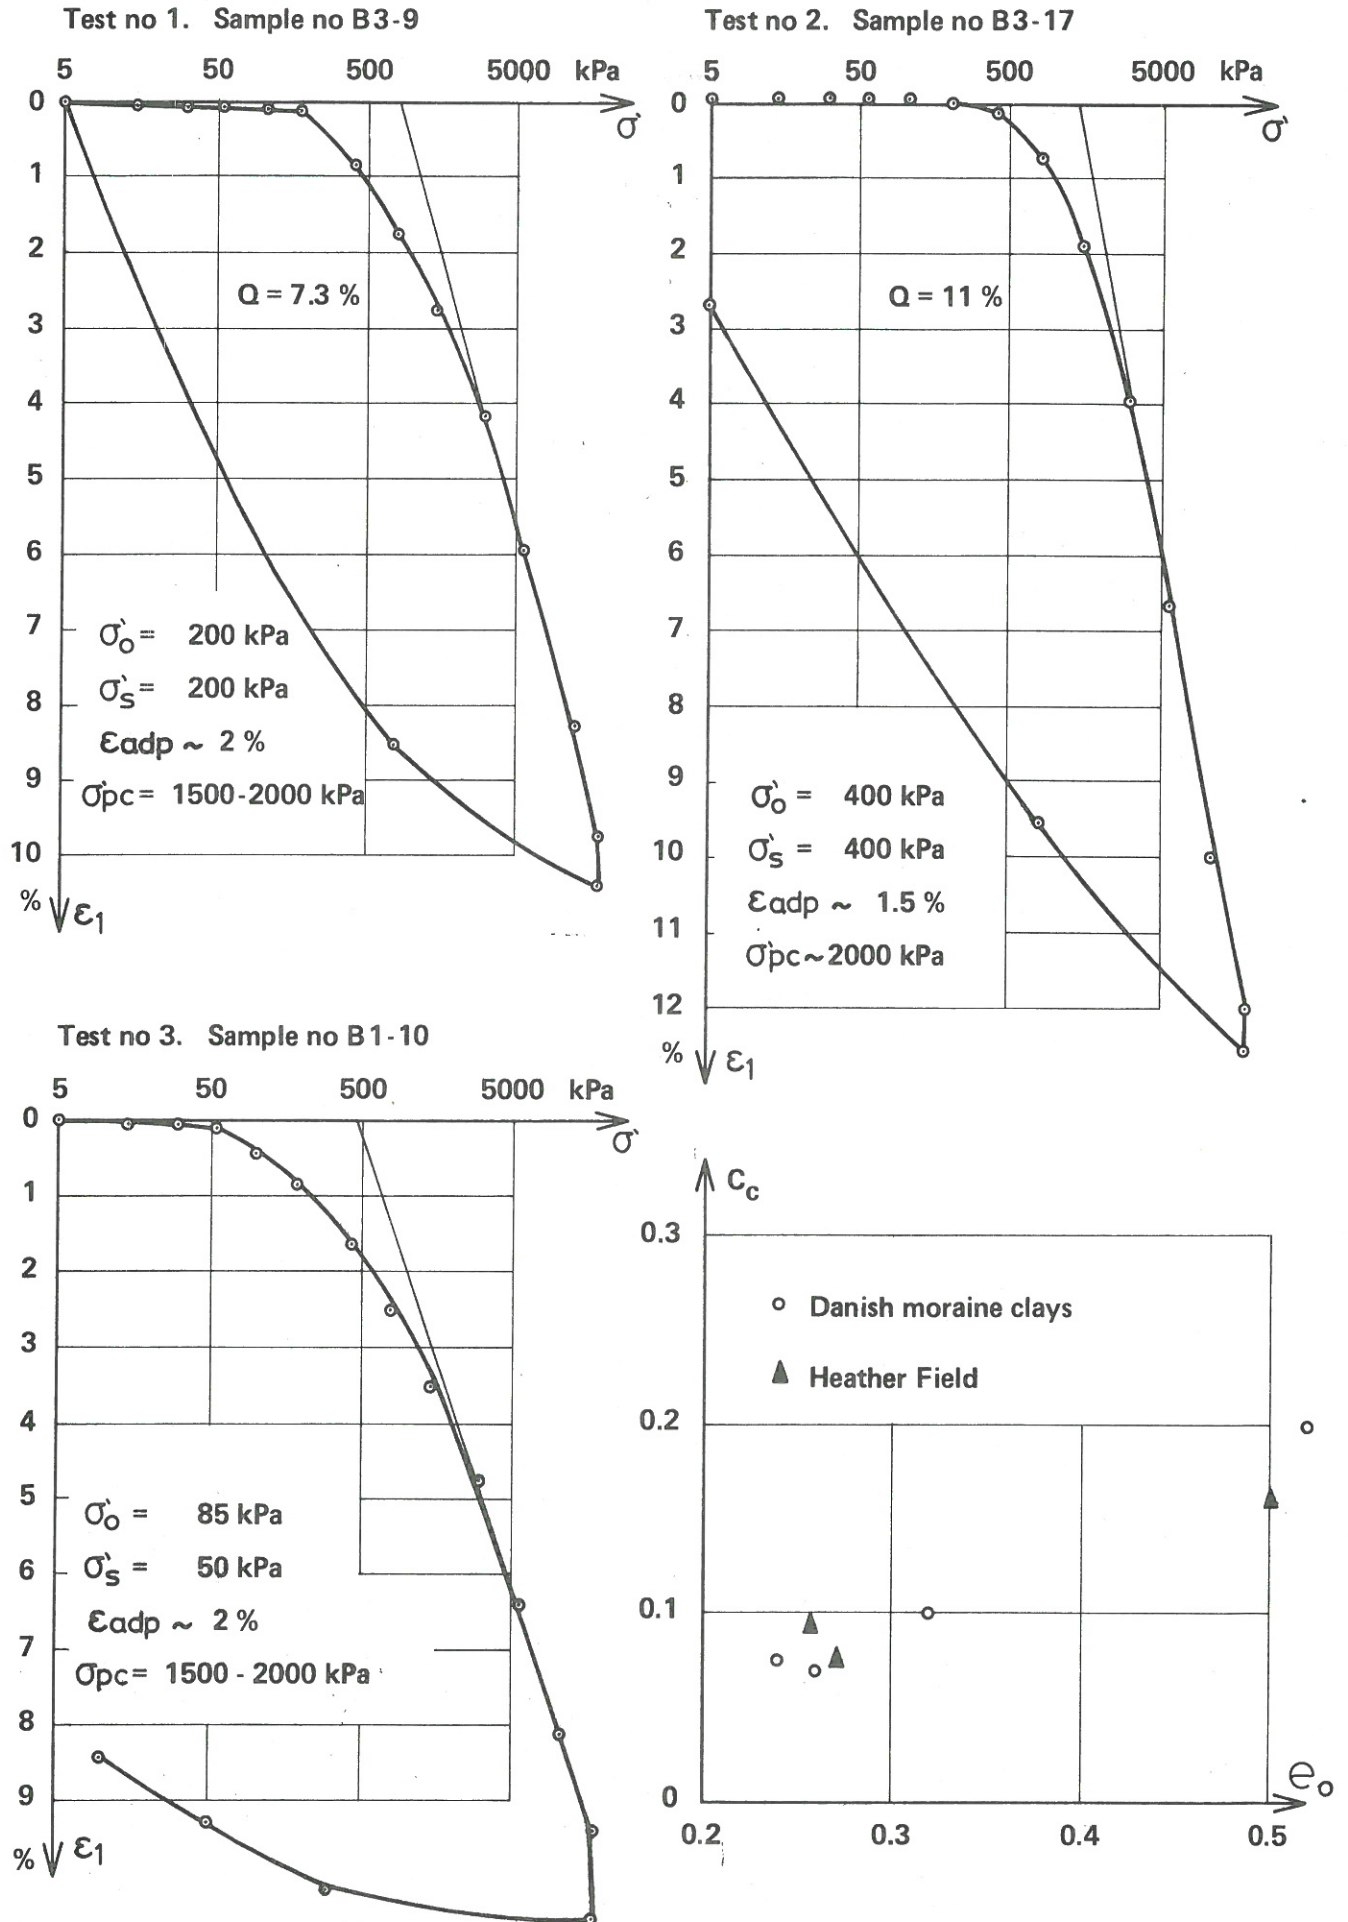 Test no 1. Sample no B3-9
5 50 500 5000 kPa
0
σ'
1
2
Q = 7.3 %
3
4
5
6
7
σ'o = 200 kPa
σ's = 200 kPa
8
εadp ~ 2 %
9
σ'pc = 1500-2000 kPa
10
% ε1
Test no 2. Sample no B3-17
5 50 500 5000 kPa
0
σ'
1
2
Q = 11 %
3
4
5
6
7
8
9
σ'o = 400 kPa
10
σ's = 400 kPa
εadp ~ 1.5 %
11
σ'pc ~ 2000 kPa
12
% ε1
Test no 3. Sample no B1-10
5 50 500 5000 kPa
0
σ'
1
2
3
4
5
σ'o = 85 kPa
σ's = 50 kPa
6
εadp ~ 2 %
7
σpc = 1500 - 2000 kPa
8
9
% ε1
Cc
0.3
Danish moraine clays
Heather Field
0.2
0.1
0
eo
0.2 0.3 0.4 0.5